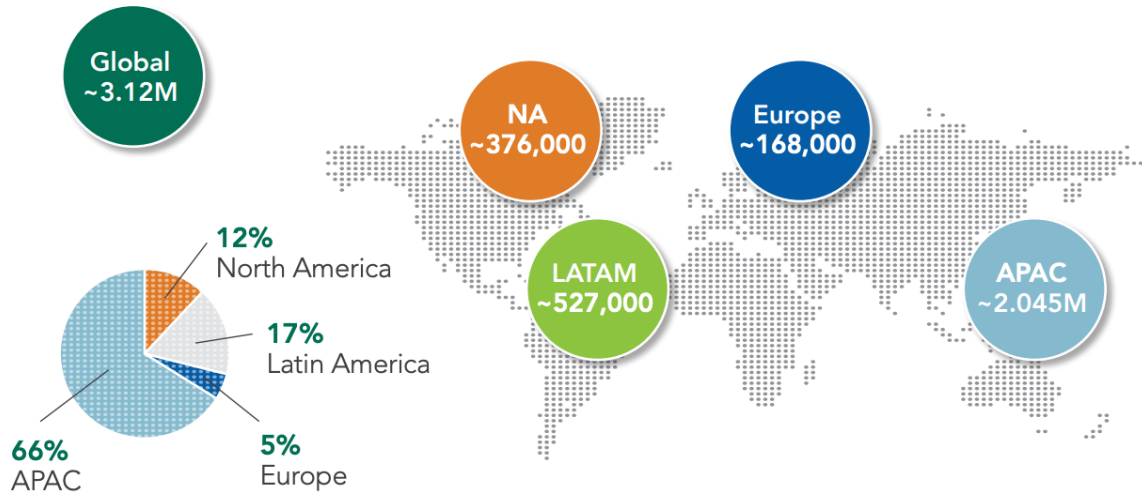 Global
~3.12M
NA
~376,000
Europe
~168,000
LATAM
~527,000
APAC
~2.045M
12%
North America
17%
Latin America
66%
APAC
5%
Europe